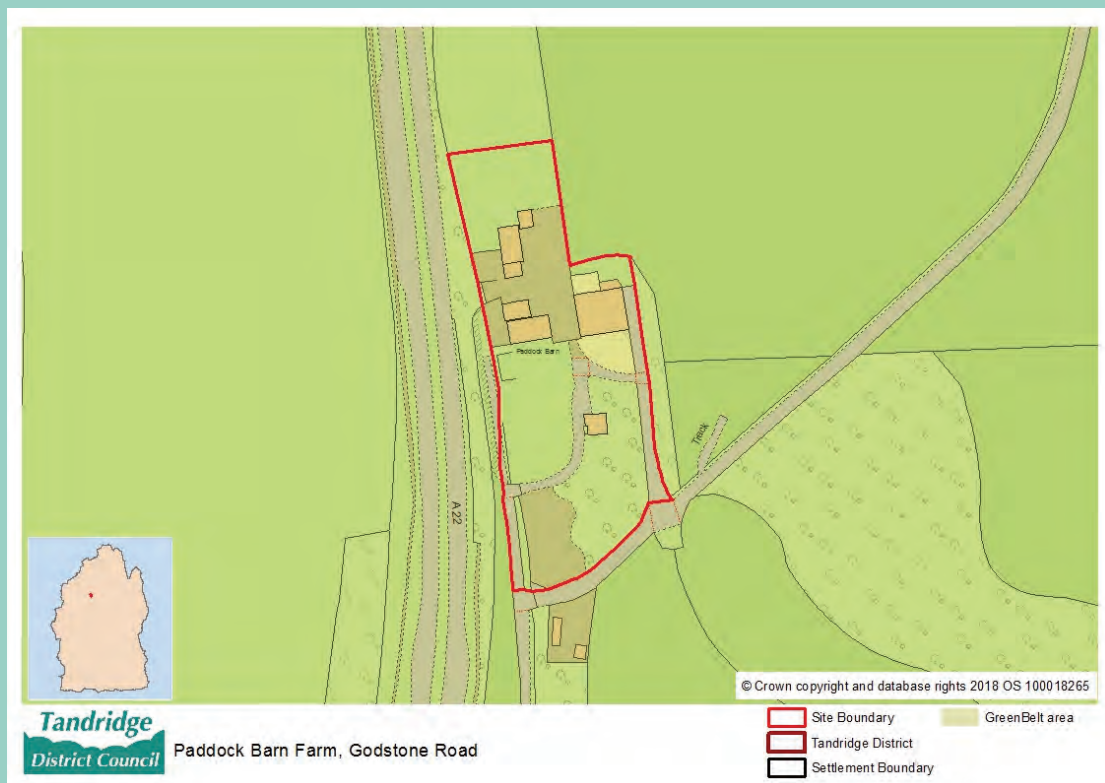 Paddock Barn
Track
A 22
© Crown copyright and database rights 2018 OS 100018265
Tandridge
District Council
Paddock Barn Farm, Godstone Road
Site Boundary
GreenBelt area
Tandridge District
Settlement Boundary